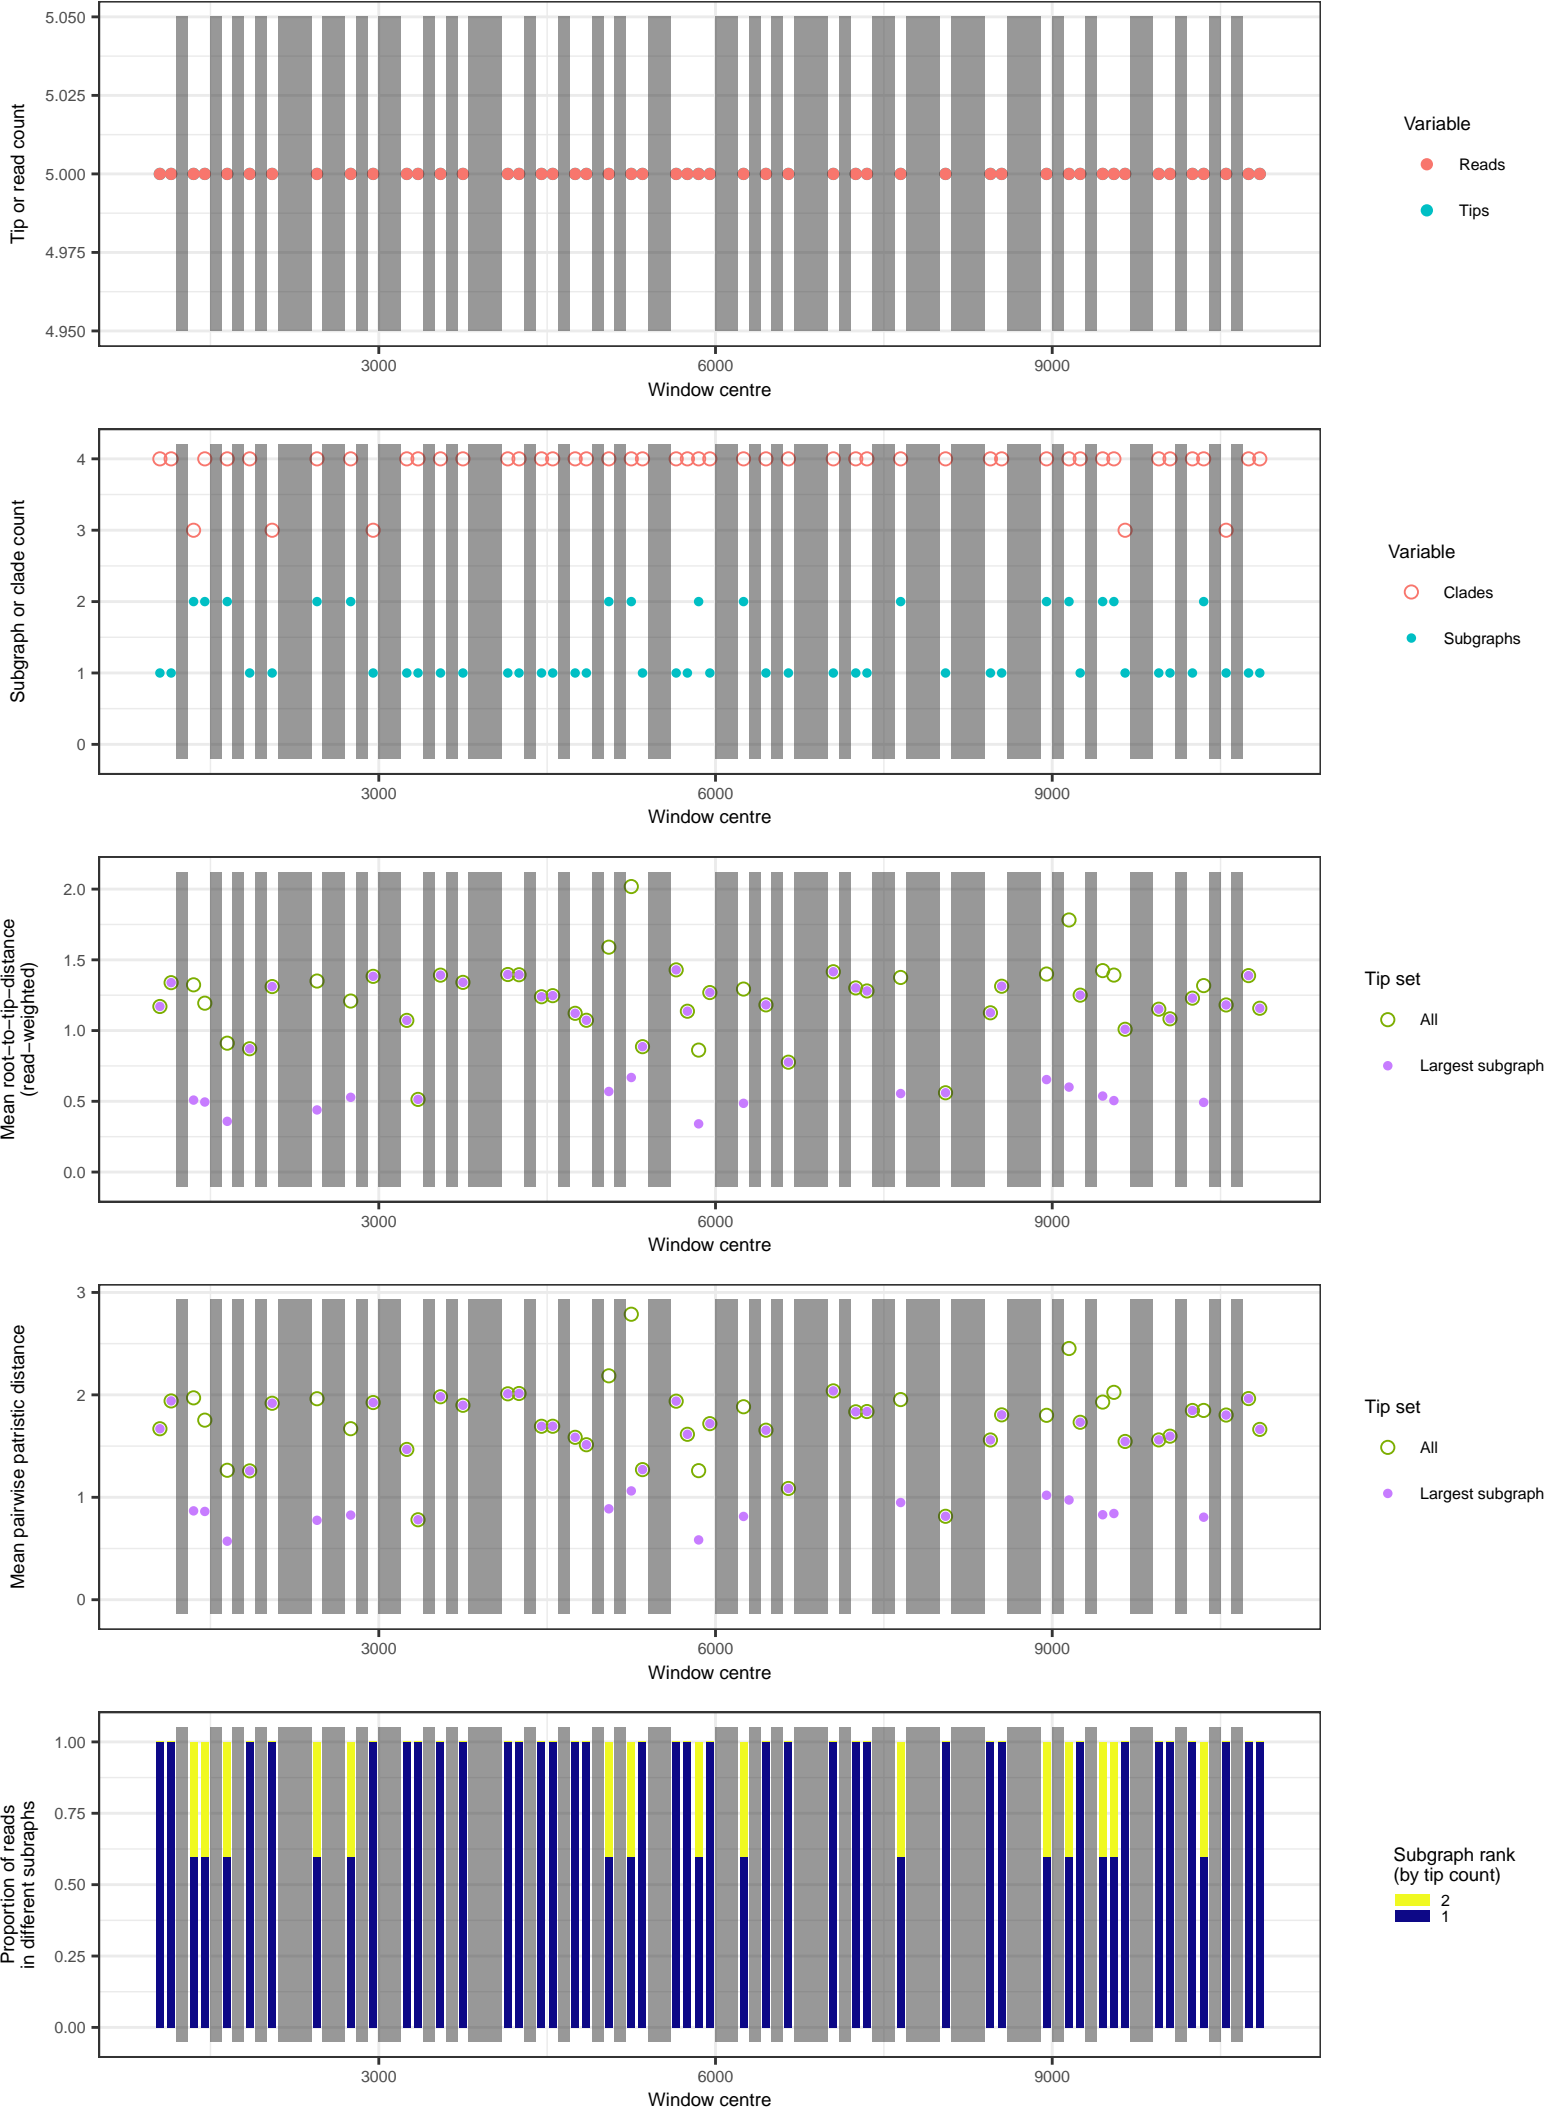 5.050
5.025
5.000
4.975
4.950
Tip or read count
3000 6000 9000
Window centre
Variable
Reads
Tips
4
3
2
1
0
Subgraph or clade count
3000 6000 9000
Window centre
Variable
Clades
Subgraphs
2.0
1.5
1.0
0.5
0.0
Mean root−to−tip−distance
(read−weighted)
3000 6000 9000
Window centre
Tip set
All
Largest subgraph
3
2
1
0
Mean pairwise patristic distance
3000 6000 9000
Window centre
Tip set
All
Largest subgraph
1.00
0.75
0.50
0.25
0.00
Proportion of reads
in different subraphs
3000 6000 9000
Window centre
Subgraph rank
(by tip count)
2
1